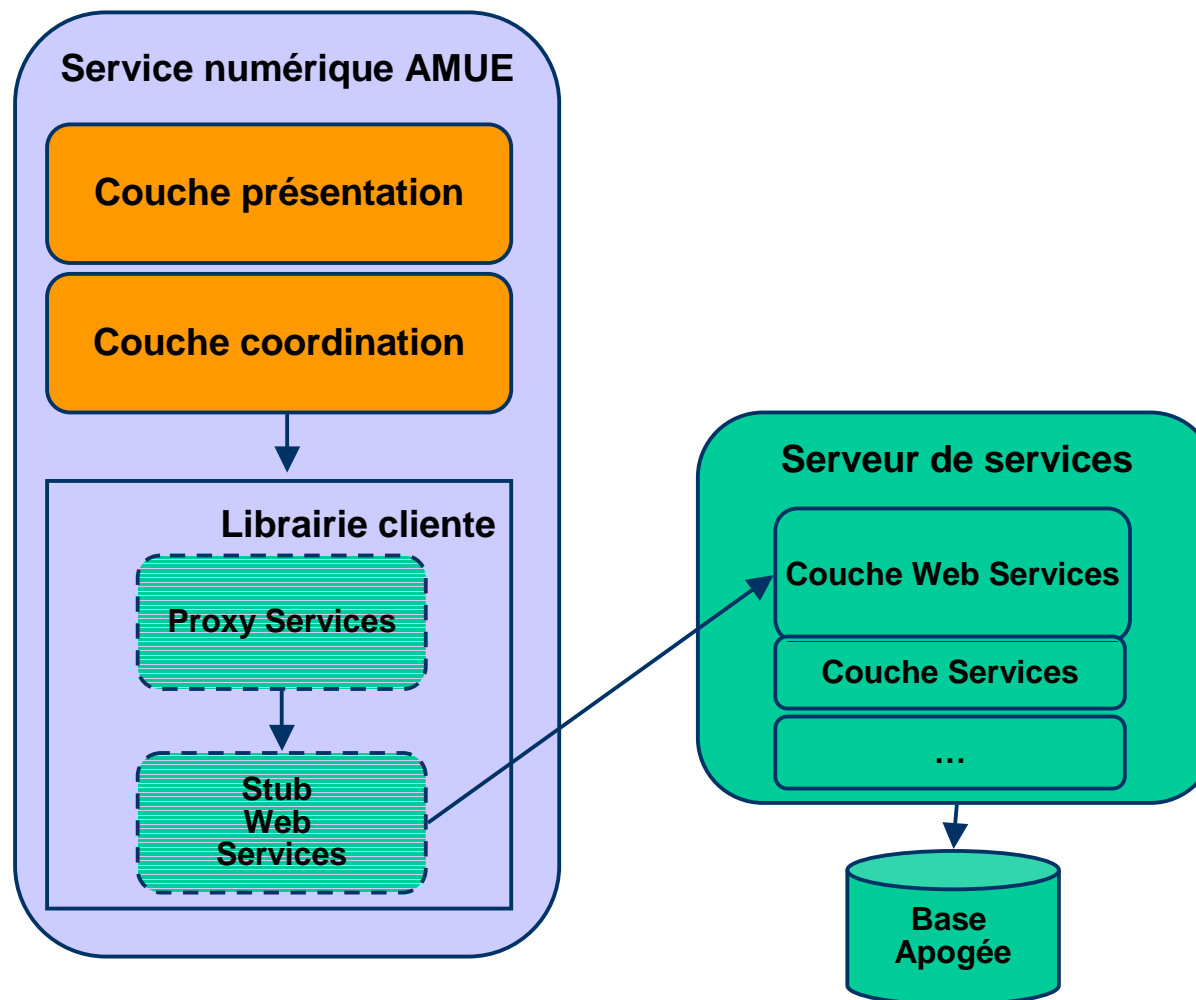 Service numérique AMUE
Couche présentation
Couche coordination
Librairie cliente
Proxy Services
Stub
Web
Services
Serveur de services
Couche Web Services
Couche Services
...
Base
Apogée